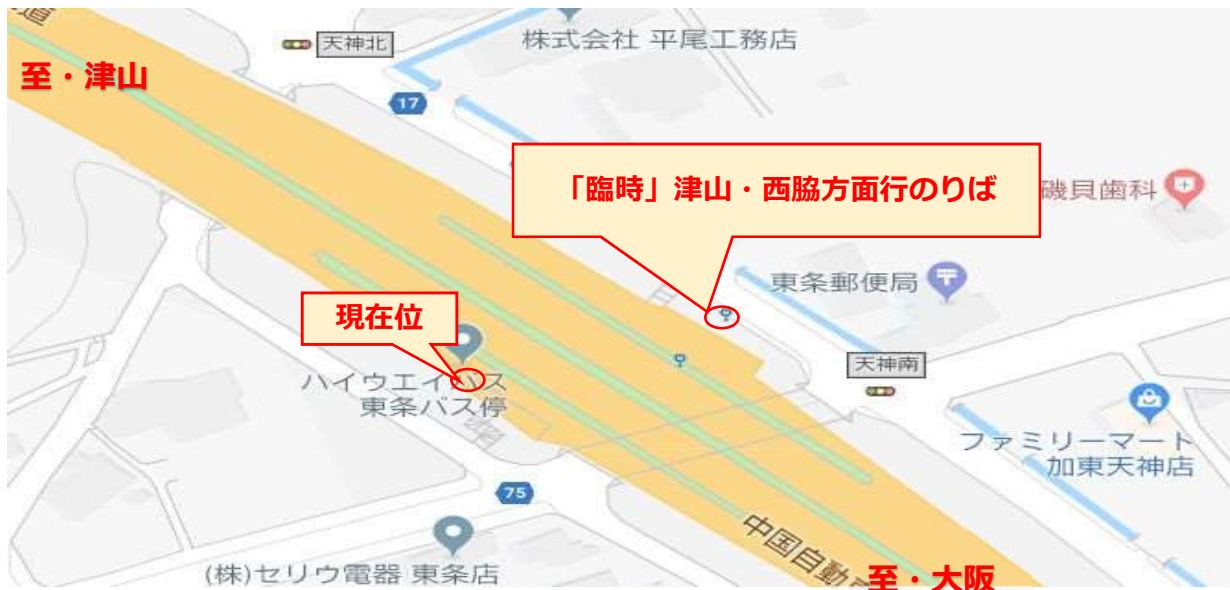 道
天神北
株式会社 平尾工務店
至・津山
17
「臨時」津山・西脇方面行のりば
磯貝歯科
東条郵便局
現在位
天神南
ハイウエイバス
東条バス停
ファミリーマート
加東天神店
75
中国自動
(株)セリウ電器 東条店
至・大阪